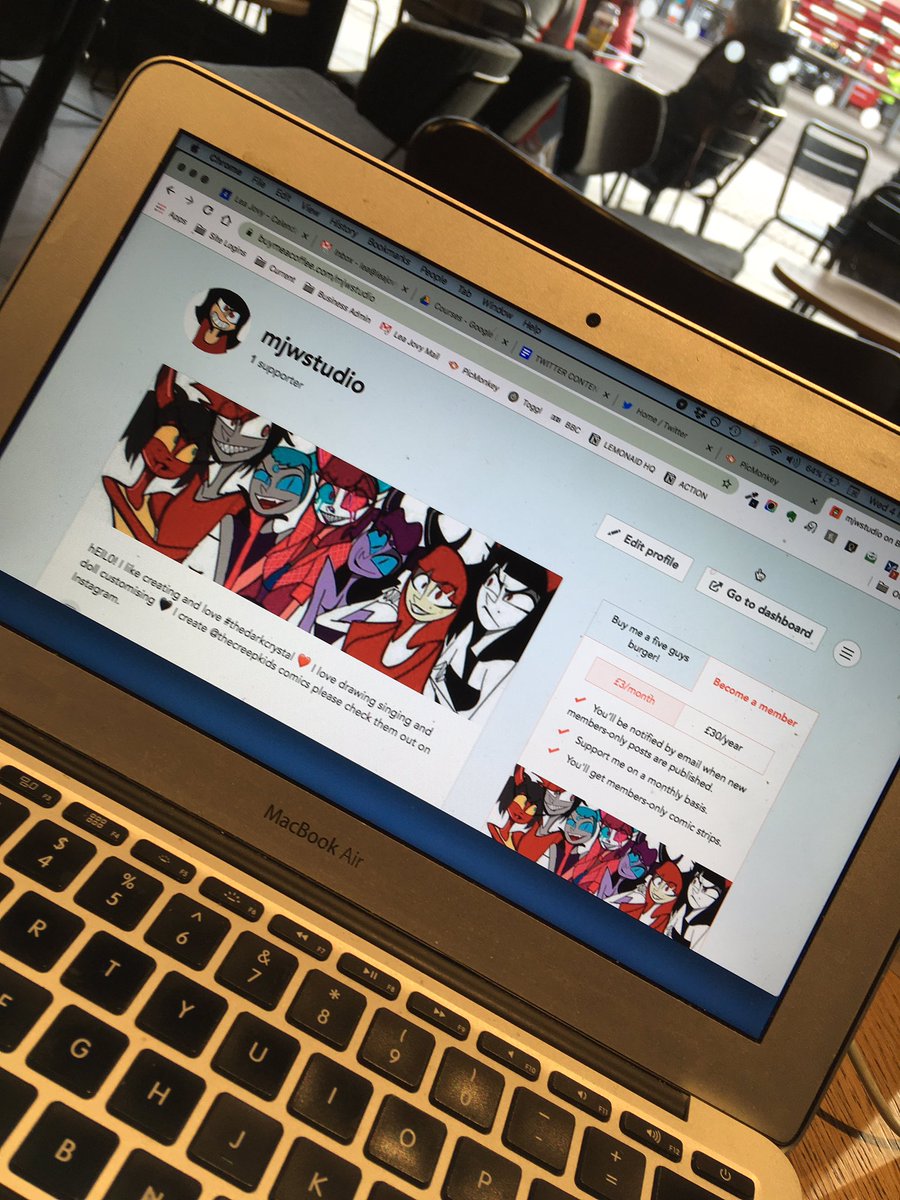 Chrome File Edit View History Bookmarks People Tab Window Help
64%
Wed 4
Lea Jovy - Calend
Inbox - lea@leajov
Courses - Google
TWITTER CONTE
Home / Twitter
PicMonkey
mjwstudio on B
buymeacoffee.com/mjwstudio
Apps
Site Logins
Current
Business Admin
Lea Jovy Mail
PicMonkey
Toggl
BBC
LEMONAID HQ
ACTION
mjwstudio
1 supporter
Edit profile
Go to dashboard
hEllO! I like creating and love #thedarkcrystal ❤️ I love drawing singing and
doll customising 🖤 I create @thecreepkids comics please check them out on
Instagram.
Buy me a five guys
burger!
Become a member
£3/month
£30/year
You'll be notified by email when new
members-only posts are published.
Support me on a monthly basis.
You'll get members-only comic strips.
MacBook Air
F3 F4 F5 F6 F7 F8 F9 F10 F11 F12
$ % ^ & * ( ) _ +
4 5 6 7 8 9 0 - =
R T Y U I O P
F G H J K
B N